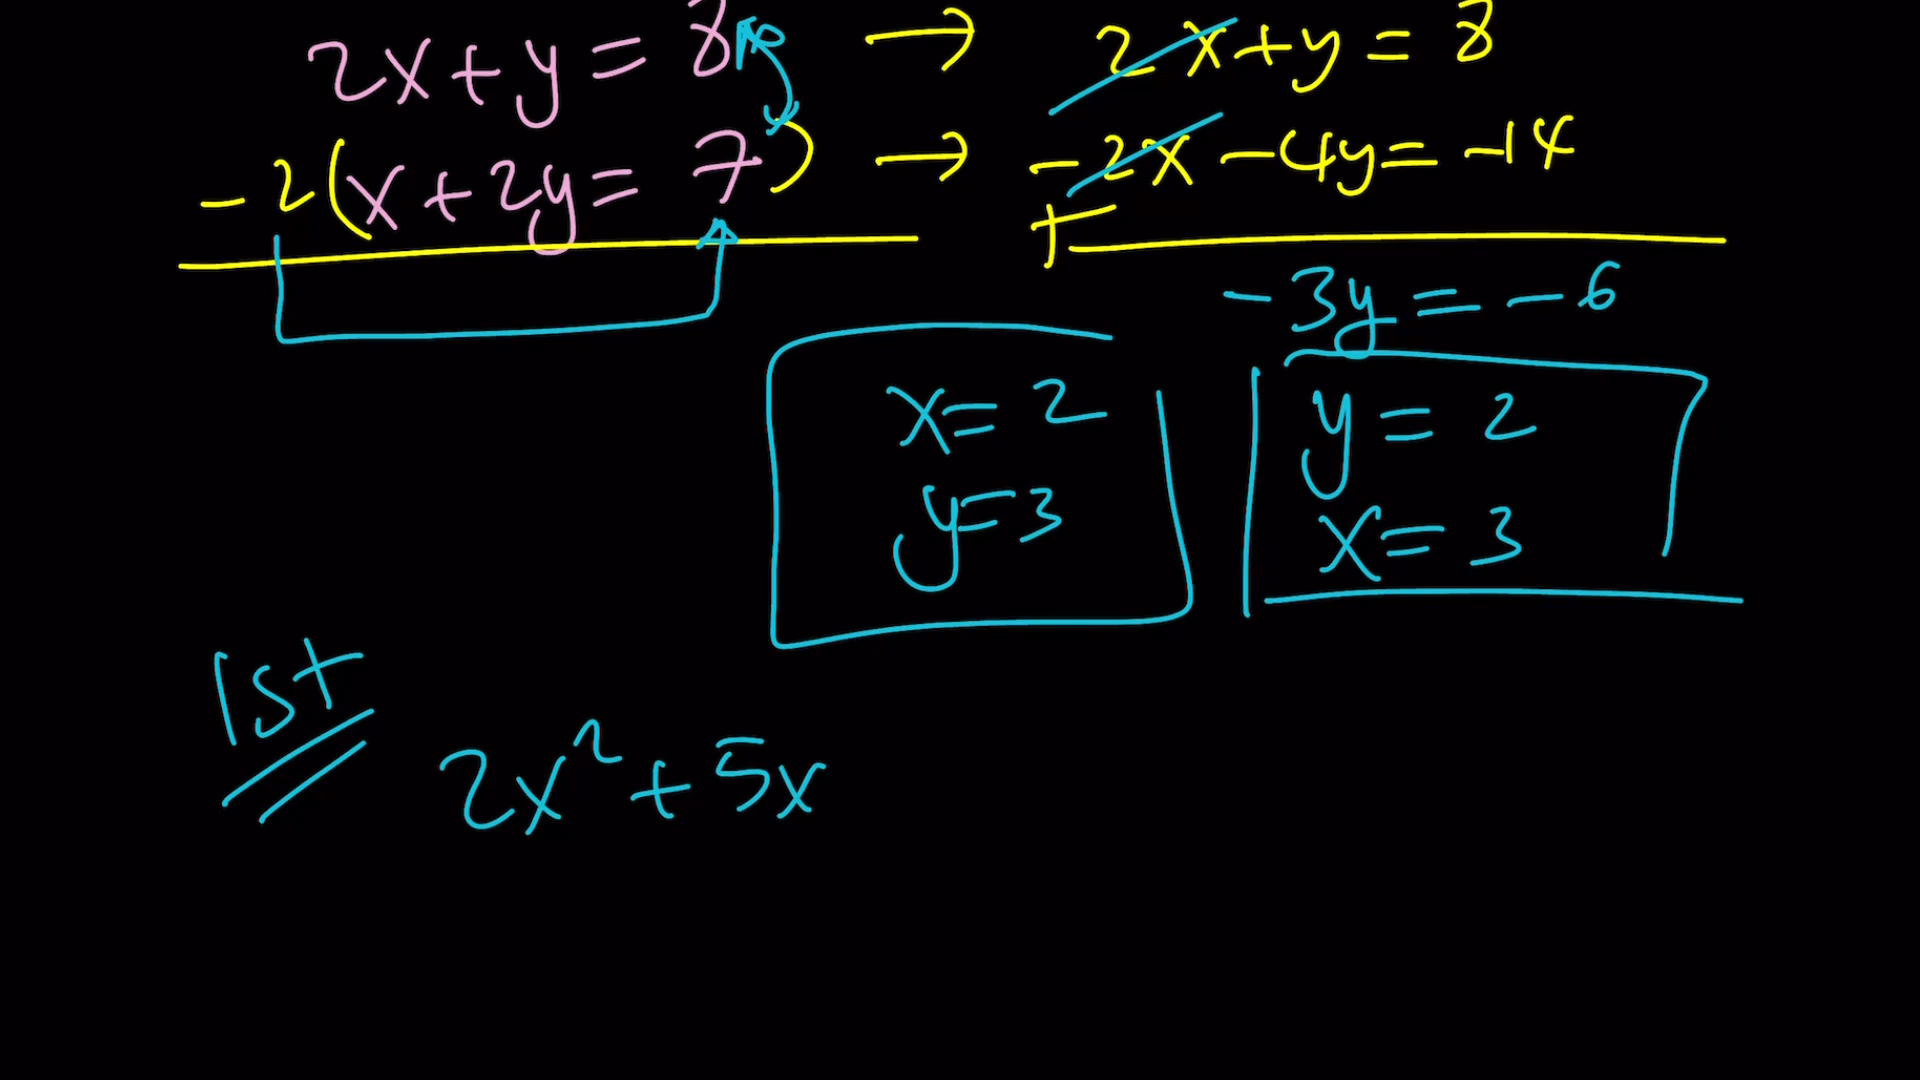 2x+y=8 → 2x+y=8
-2(x+2y=7) → -2x-4y=-14
+
-3y=-6
x=2
y=3
y=2
x=3
1st
2x²+5x